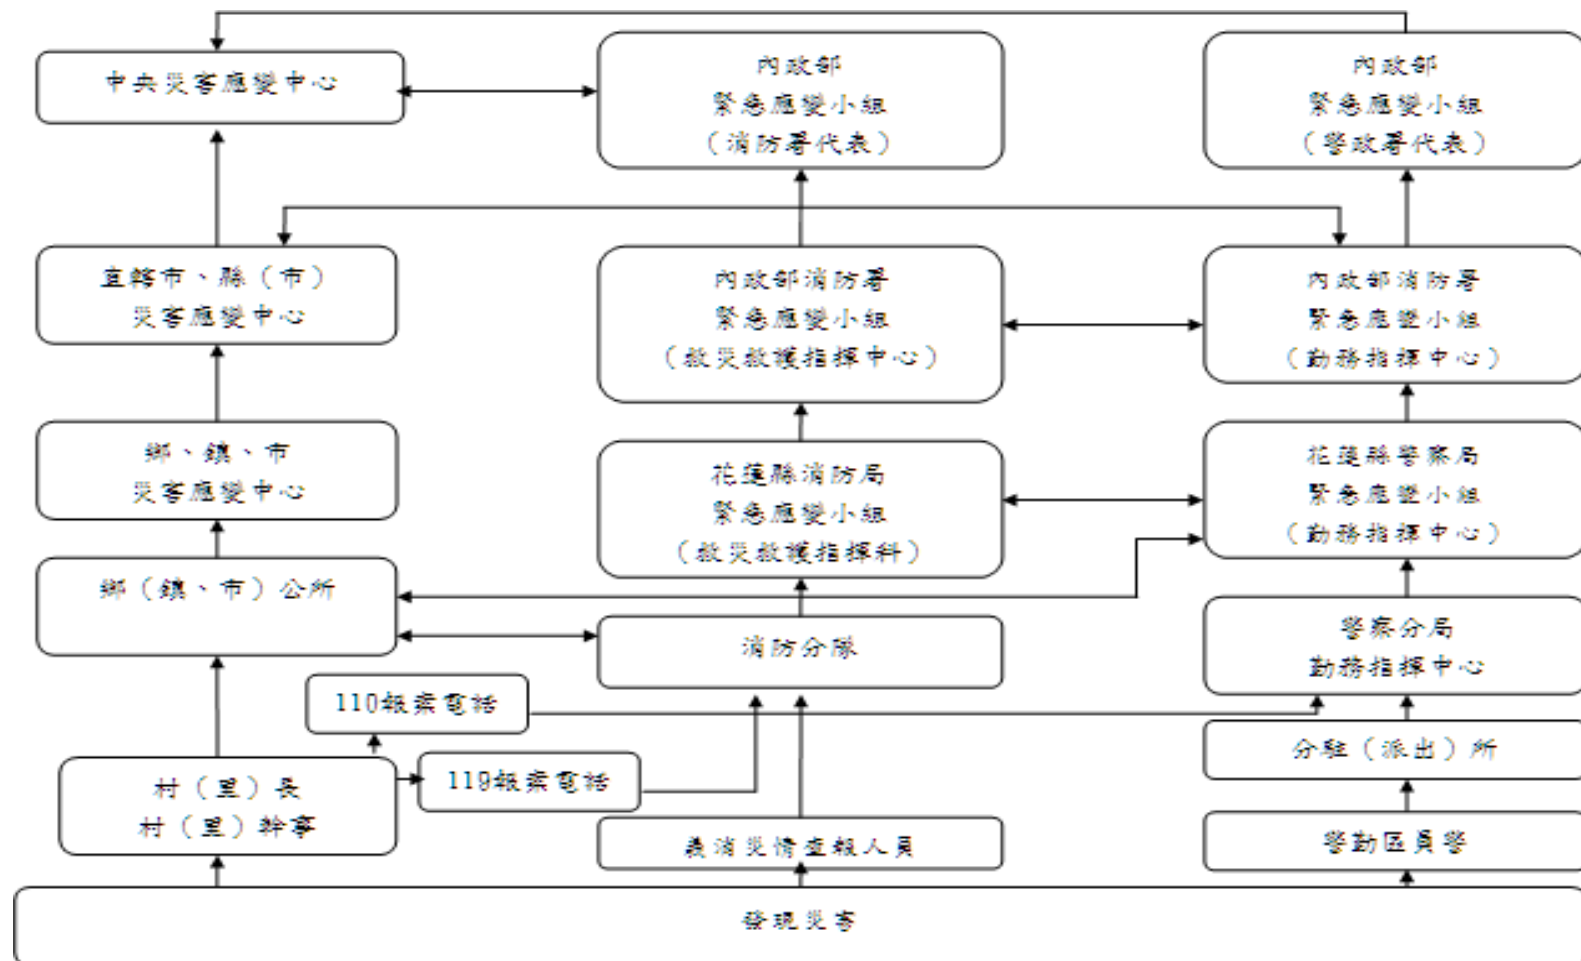 中央災害應變中心
內政部
緊急應變小組
（消防署代表）
內政部
緊急應變小組
（警政署代表）
直轄市、縣（市）
災害應變中心
內政部消防署
緊急應變小組
（救災救護指揮中心）
內政部消防署
緊急應變小組
（勤務指揮中心）
鄉、鎮、市
災害應變中心
花蓮縣消防局
緊急應變小組
（救災救護指揮科）
花蓮縣警察局
緊急應變小組
（勤務指揮中心）
鄉（鎮、市）公所
消防分隊
警察分局
勤務指揮中心
110報案電話
分駐（派出）所
119報案電話
村（里）長
村（里）幹事
義消災情查報人員
警勤區員警
發現災害